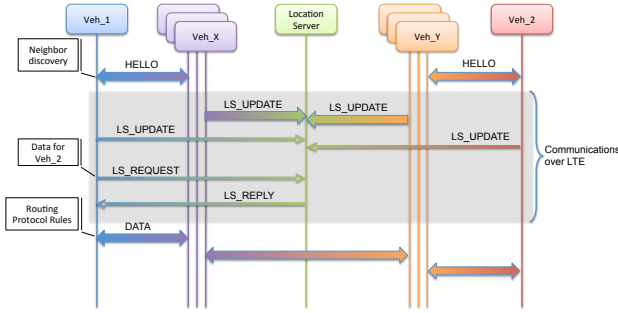 Veh_1
Veh_X
Location
Server
Veh_Y
Veh_2
Neighbor
discovery
HELLO
HELLO
LS_UPDATE
LS_UPDATE
LS_UPDATE
LS_UPDATE
Data for
Veh_2
Communications
over LTE
LS_REQUEST
LS_REPLY
Routing
Protocol Rules
DATA